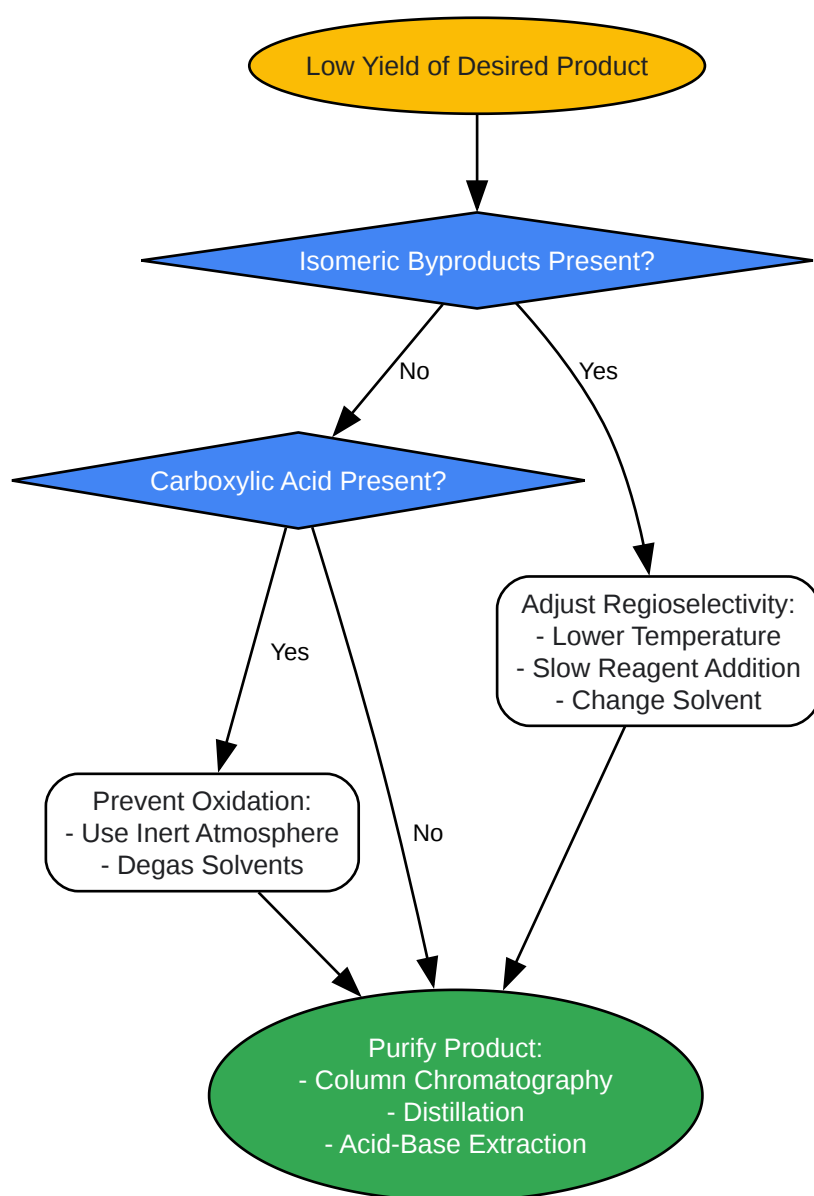 Low Yield of Desired Product
Isomeric Byproducts Present?
No
Yes
Carboxylic Acid Present?
Adjust Regioselectivity:
- Lower Temperature
- Slow Reagent Addition
- Change Solvent
Yes
No
Prevent Oxidation:
- Use Inert Atmosphere
- Degas Solvents
Purify Product:
- Column Chromatography
- Distillation
- Acid-Base Extraction